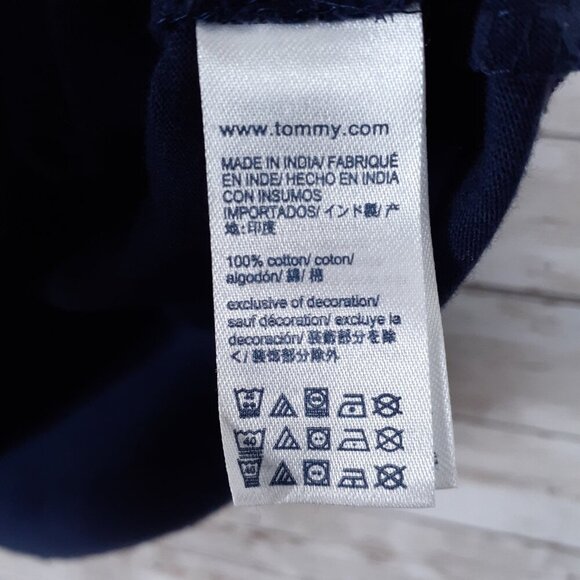 www.tommy.com
MADE IN INDIA/ FABRIQUÉ
EN INDE/ HECHO EN INDIA
CON INSUMOS
IMPORTADOS/ インド製/ 产
地:印度
100% cotton/ coton/
algodón/ 綿/ 棉
exclusive of decoration/
sauf décoration/ excluye la
decoración/ 装飾部分を除
く/ 装饰部分除外
40